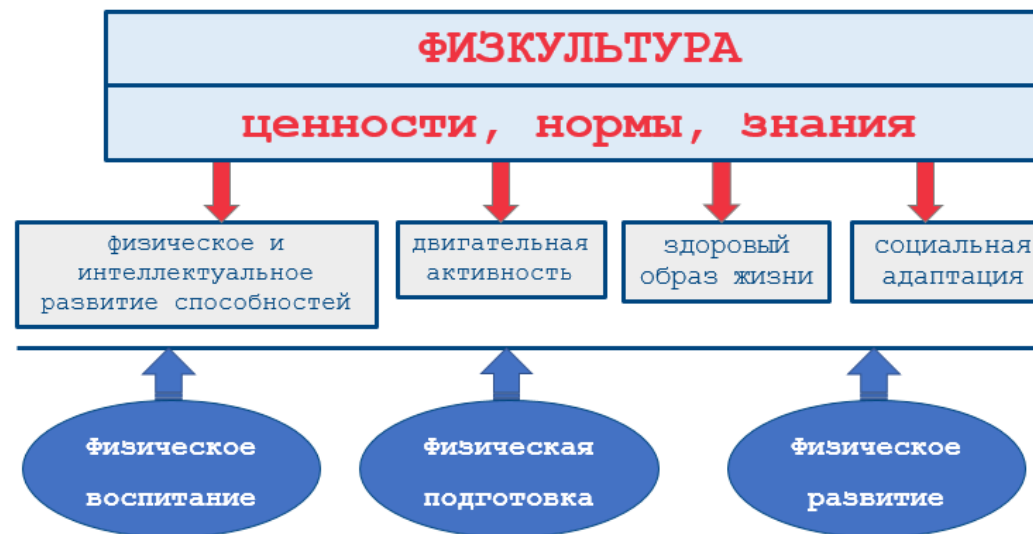 ФИЗКУЛЬТУРА
ценности, нормы, знания
физическое и
интеллектуальное
развитие способностей
двигательная
активность
здоровый
образ жизни
социальная
адаптация
Физическое
воспитание
Физическая
подготовка
Физическое
развитие